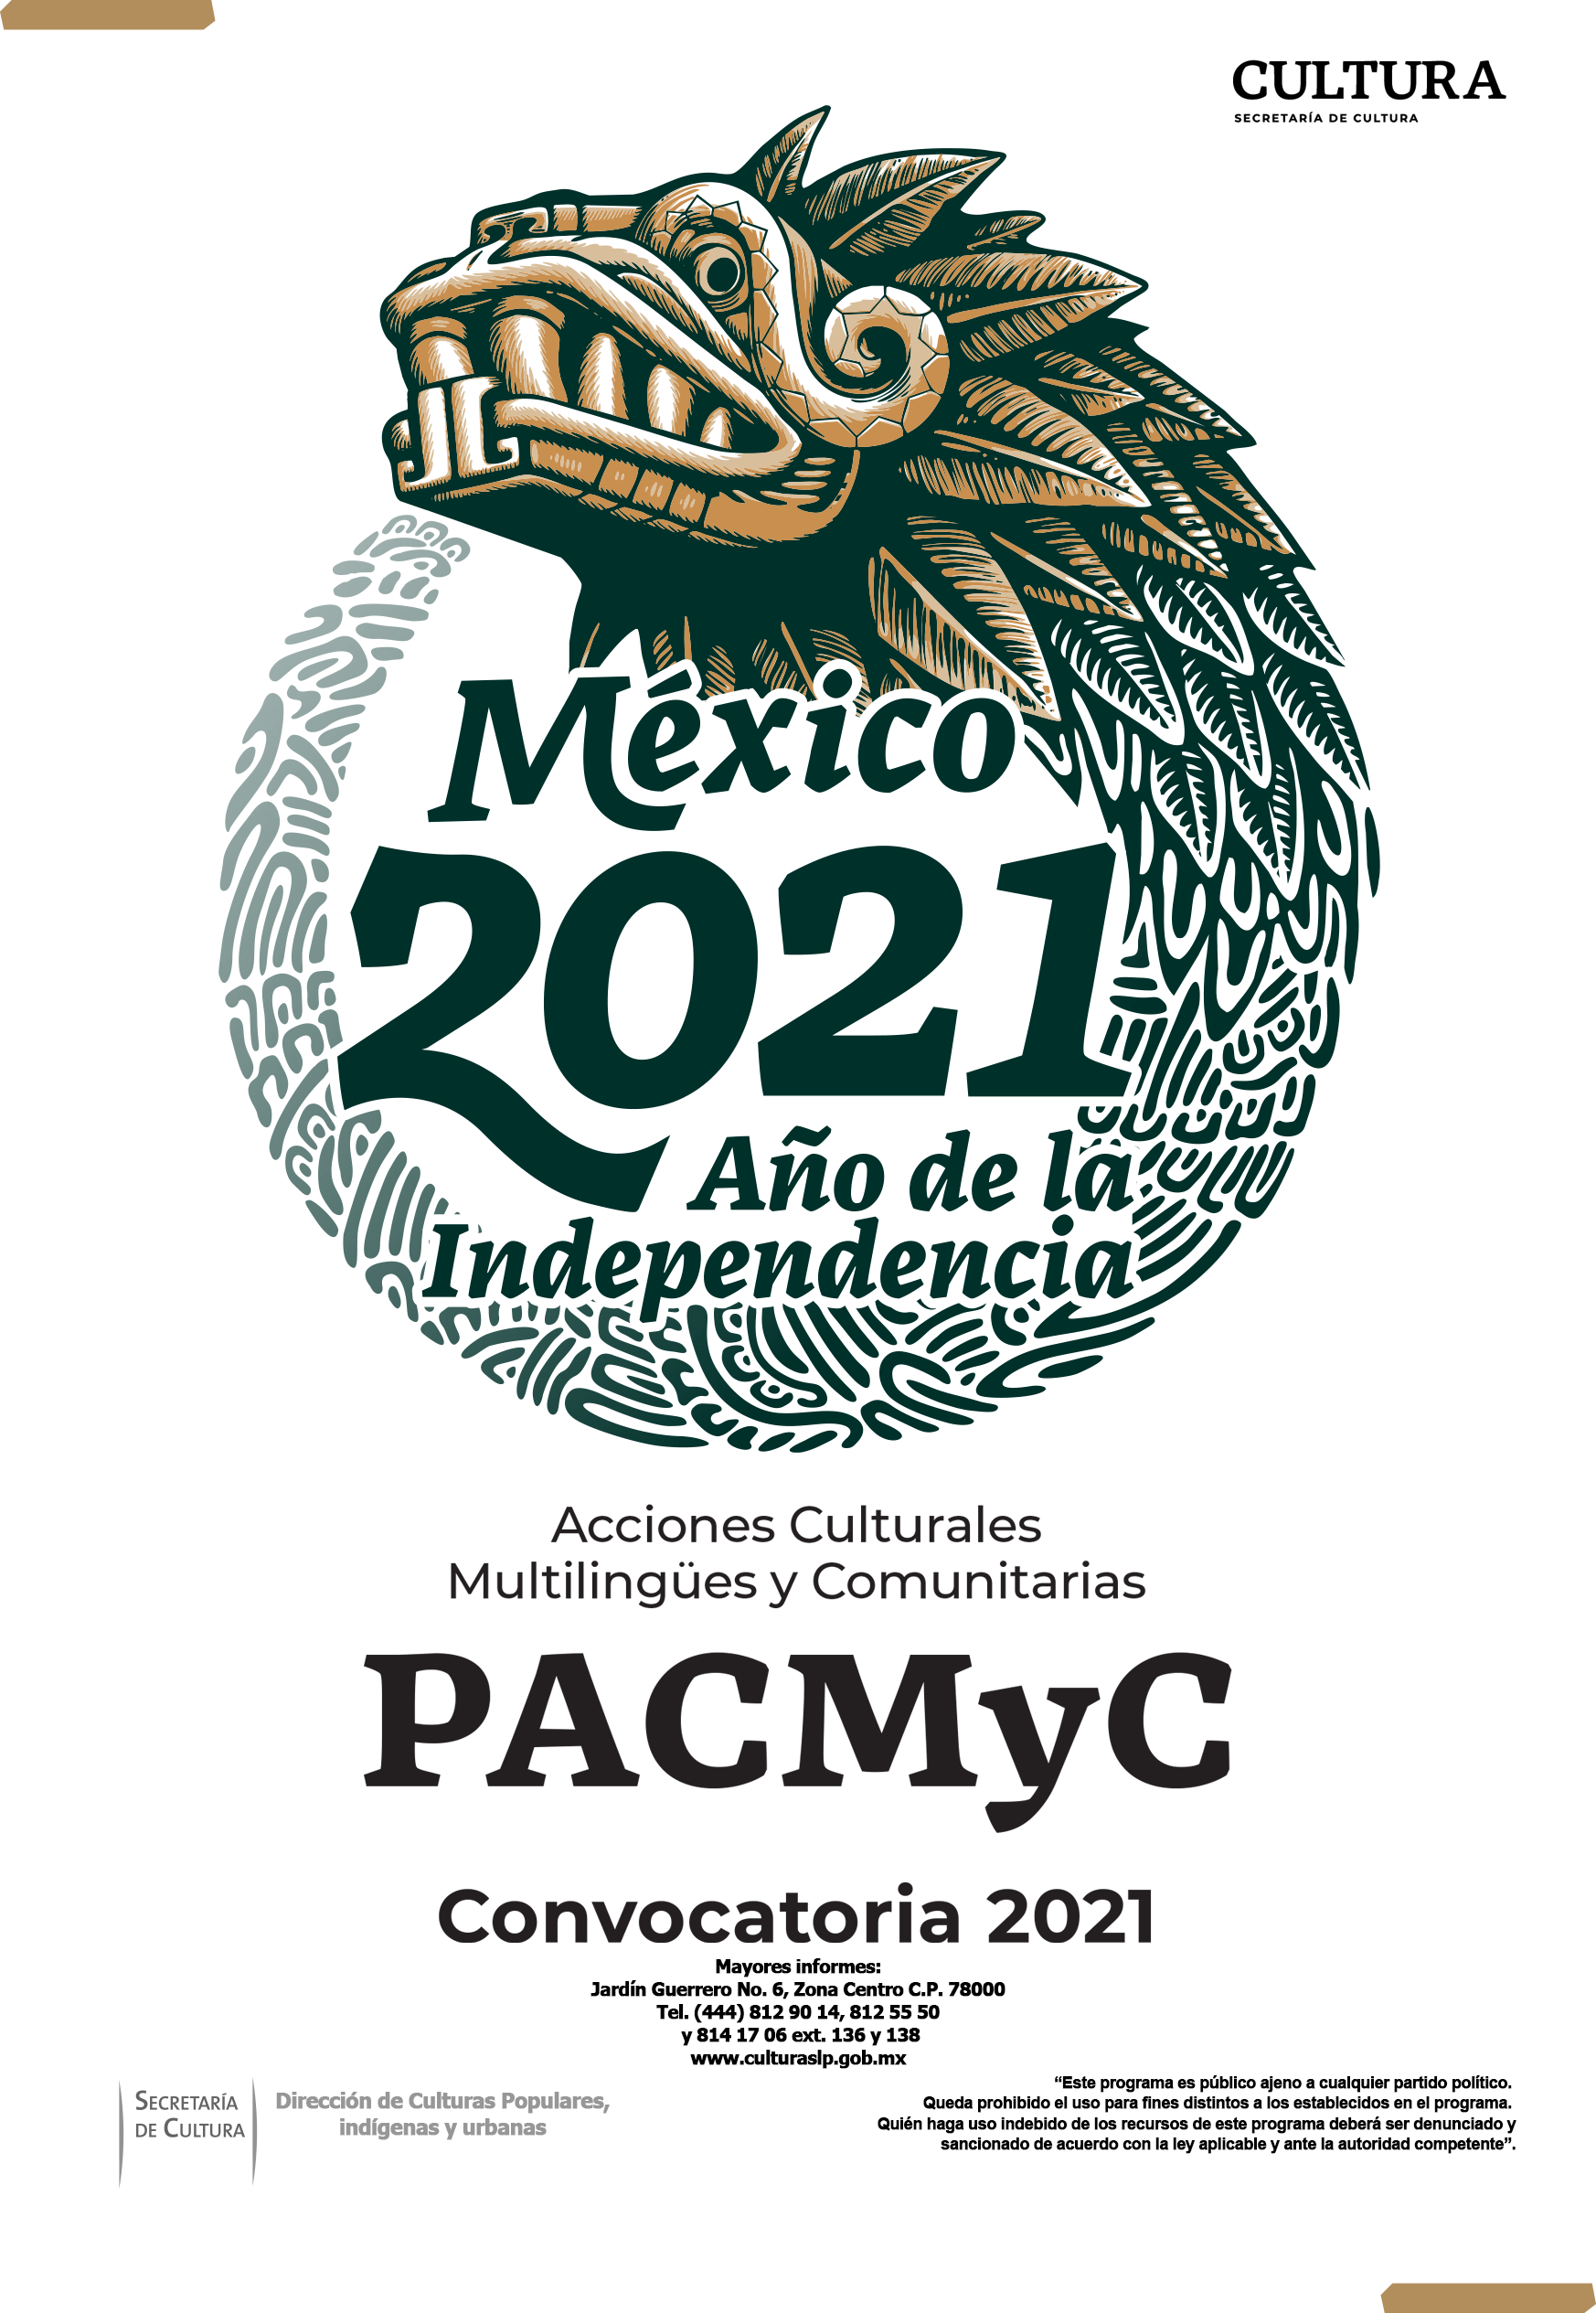 CULTURA
SECRETARÍA DE CULTURA
México
2021
Año de la
Independencia
Acciones Culturales
Multilingües y Comunitarias
PACMyC
Convocatoria 2021
Mayores informes:
Jardín Guerrero No. 6, Zona Centro C.P. 78000
Tel. (444) 812 90 14, 812 55 50
y 814 17 06 ext. 136 y 138
www.culturaslp.gob.mx
SECRETARÍA
DE CULTURA
Dirección de Culturas Populares,
indígenas y urbanas
“Este programa es público ajeno a cualquier partido político.
Queda prohibido el uso para fines distintos a los establecidos en el programa.
Quién haga uso indebido de los recursos de este programa deberá ser denunciado y
sancionado de acuerdo con la ley aplicable y ante la autoridad competente”.